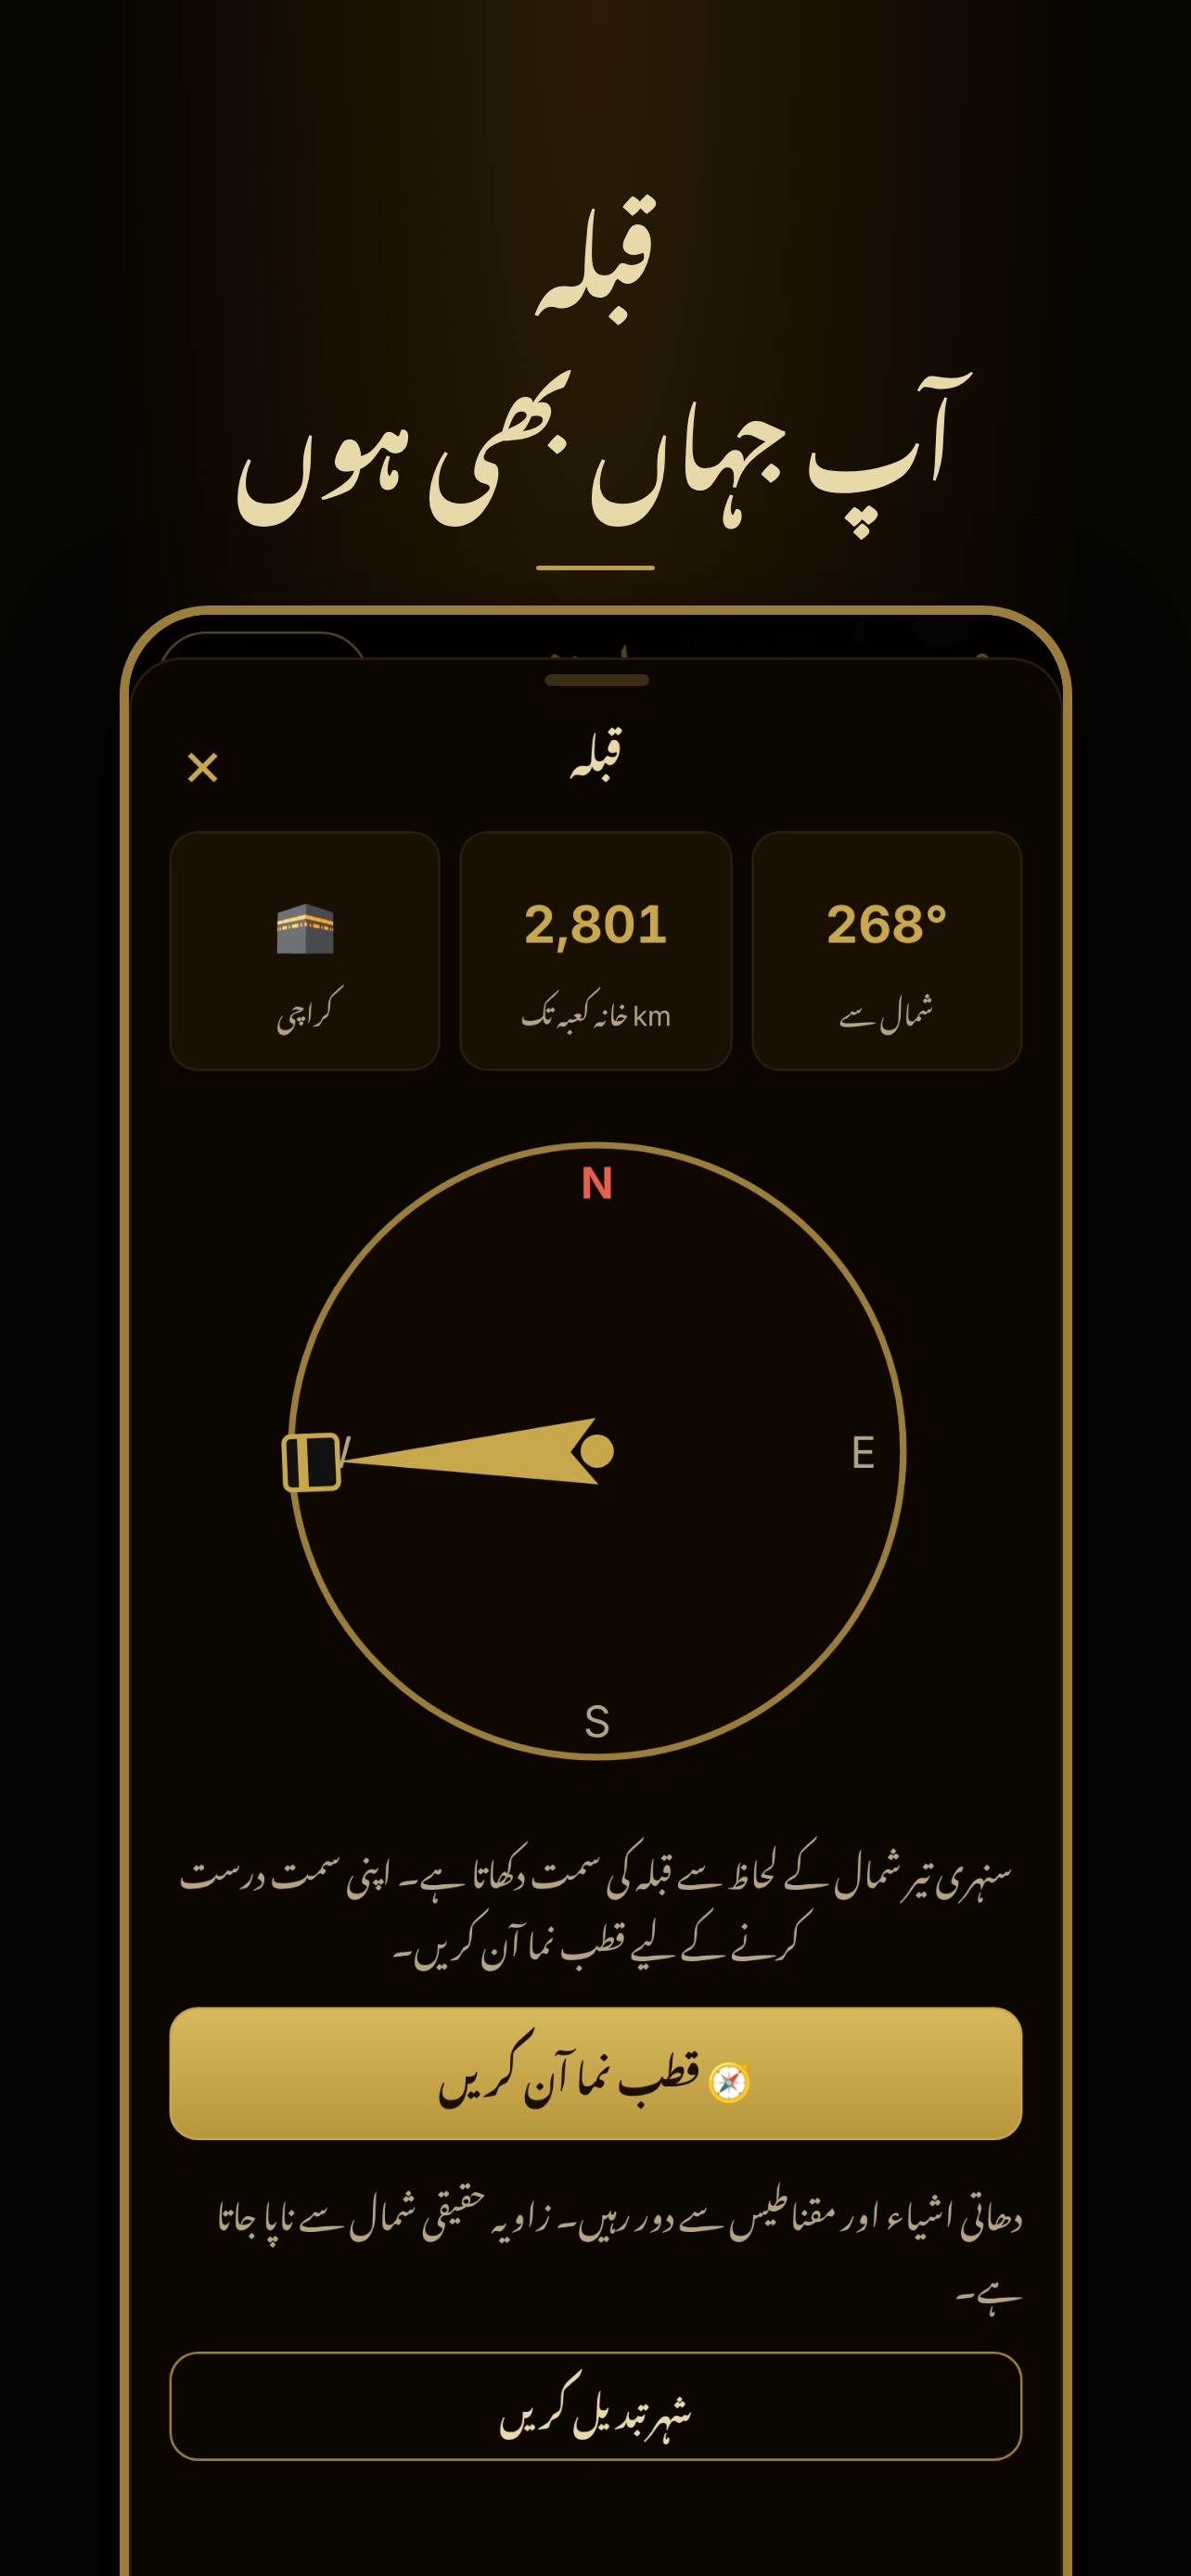 قبلہ
آپ جہاں بھی ہوں
قبلہ
×
268°
شمال سے
2,801
km خانہ کعبہ تک
کراچی
N
E
S
سنہری تیر شمال کے لحاظ سے قبلہ کی سمت دکھاتا ہے۔ اپنی سمت درست
کرنے کے لیے قطب نما آن کریں۔
🧭 قطب نما آن کریں
دھاتی اشیاء اور مقناطیس سے دور رہیں۔ زاویہ حقیقی شمال سے ناپا جاتا
ہے۔
شہر تبدیل کریں